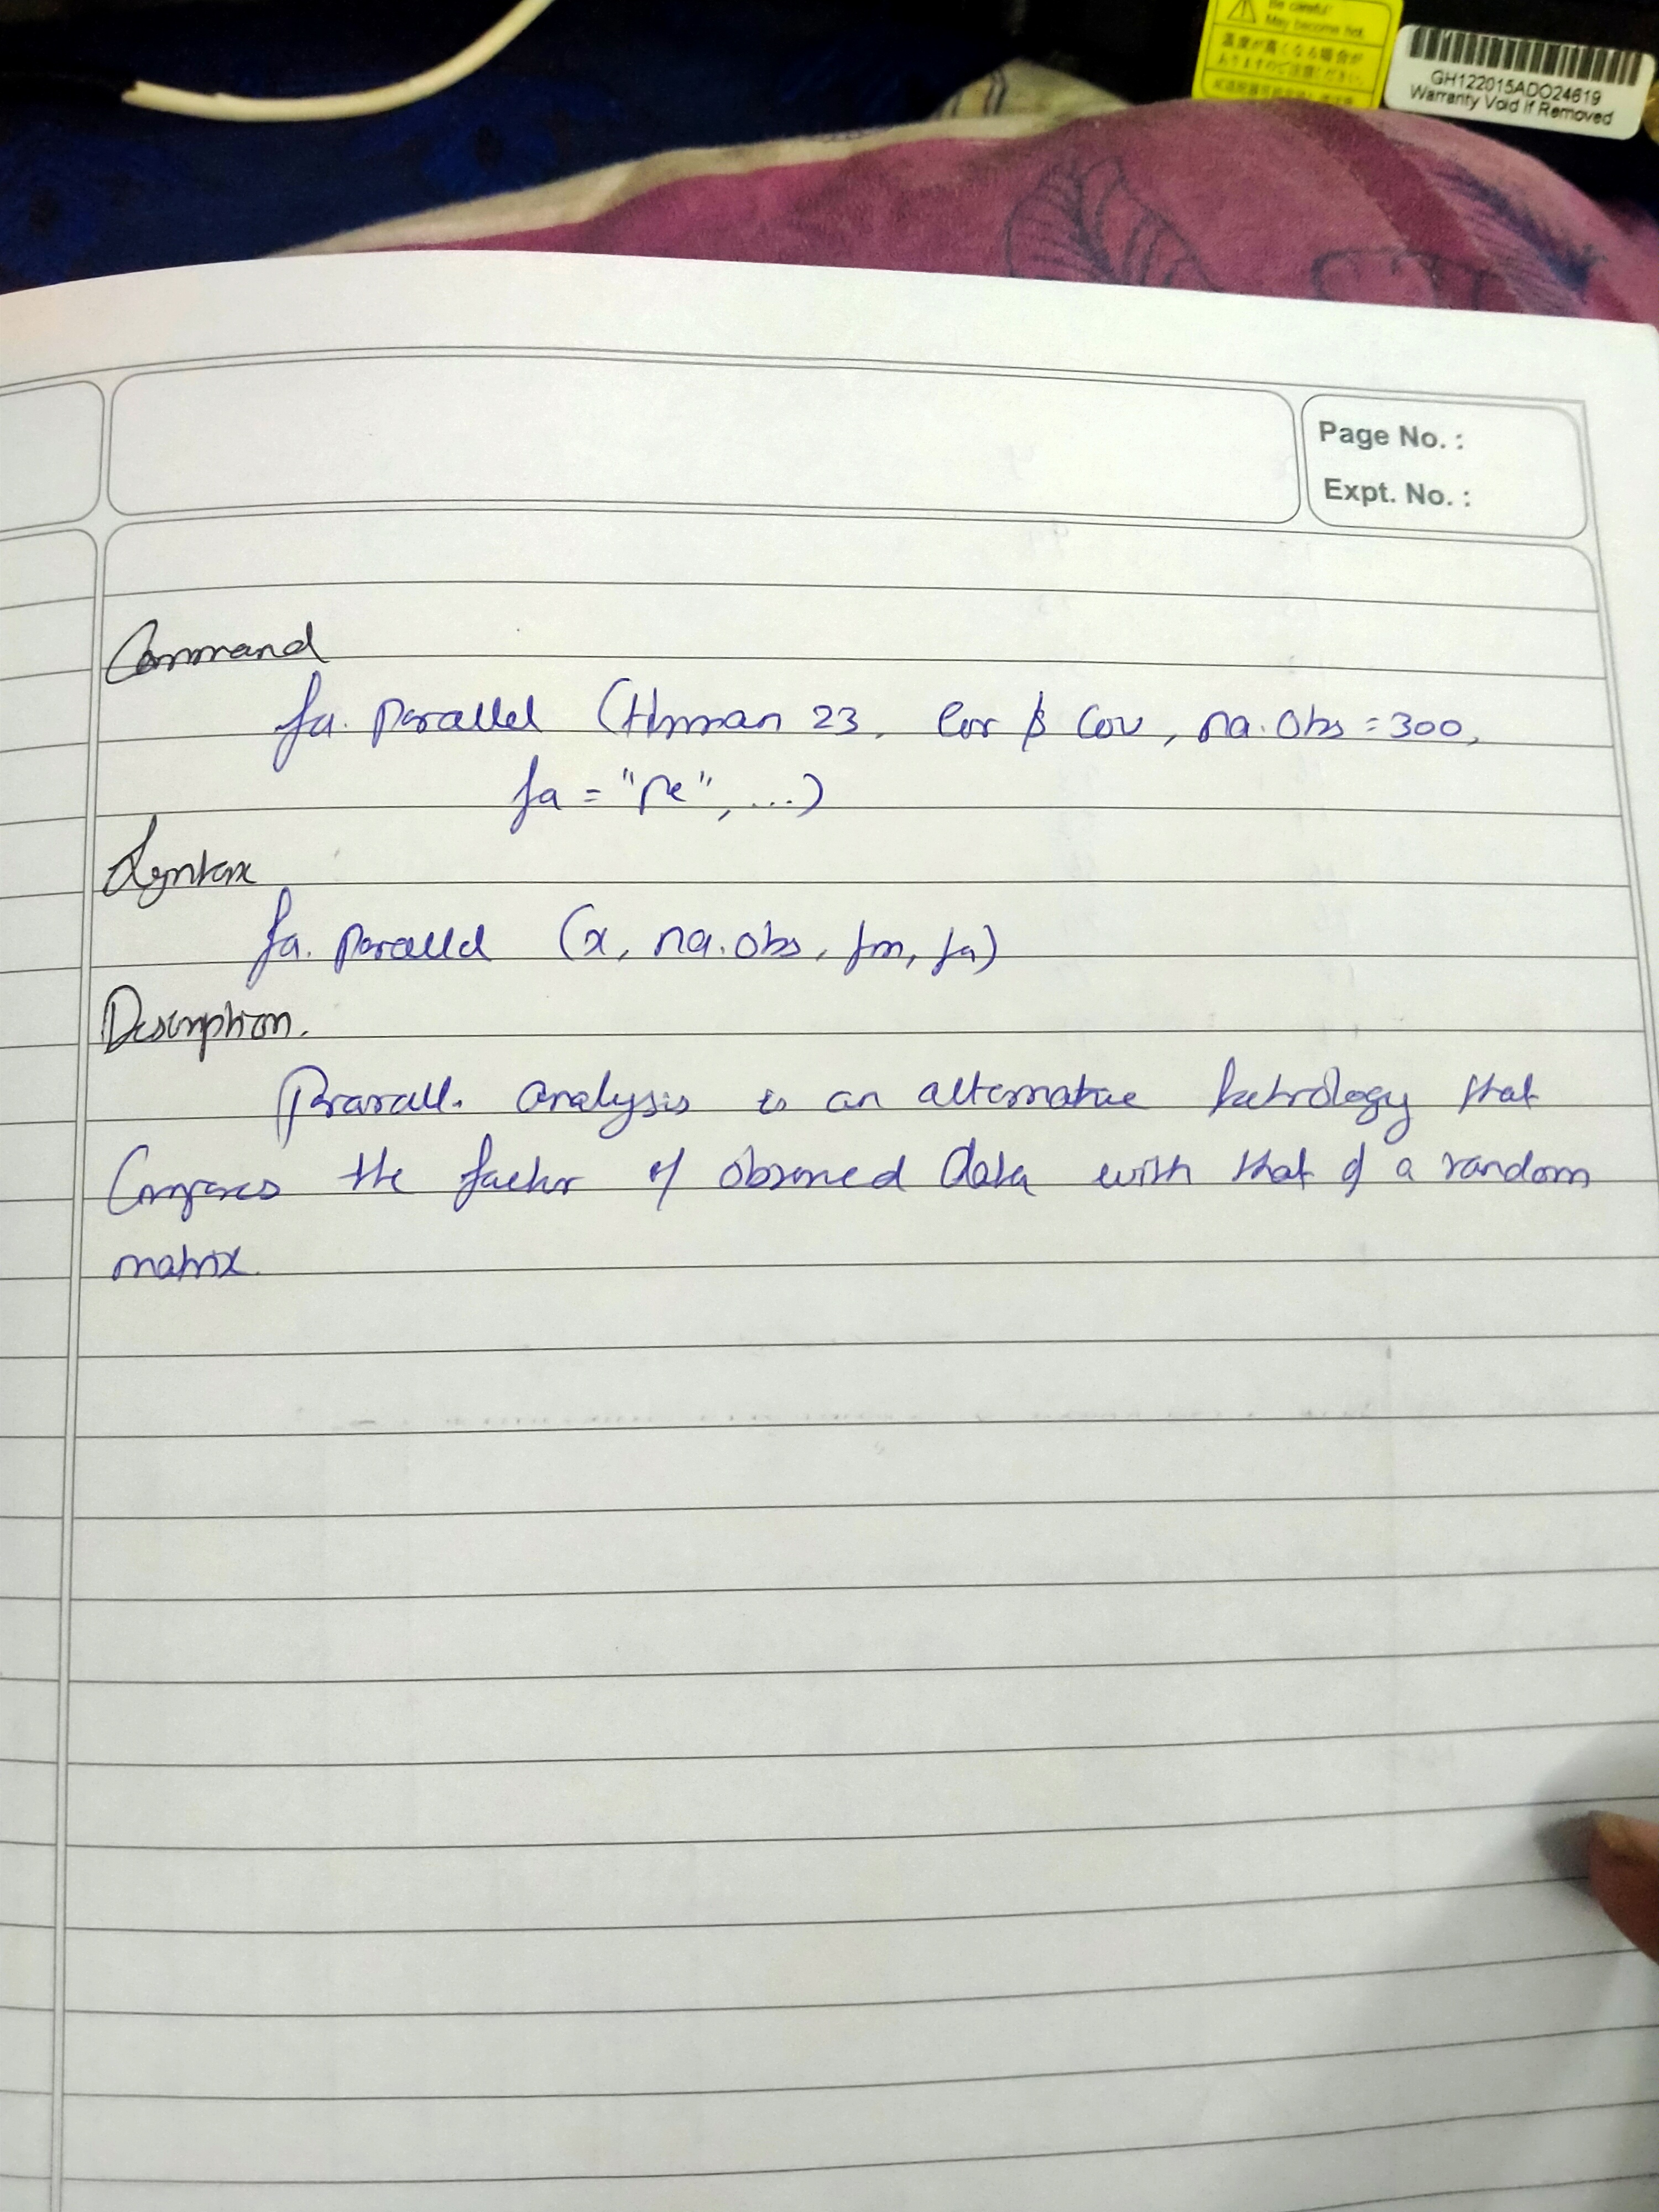 Be careful!
May become hot.
温度が高くなる場合が
ありますのでご注意ください。
GH122015ADO24619
Warranty Void If Removed
Page No. :
Expt. No. :
Command
fa. parallel (Harman 23, Cor $ Cov, na.obs = 300,
fa = "Pc", ...)
Syntax
fa. parallel (x, na.obs, fm, fa)
Description.
analysis is an alternative that
Compares the factor of observed data with that of a random
matrix.